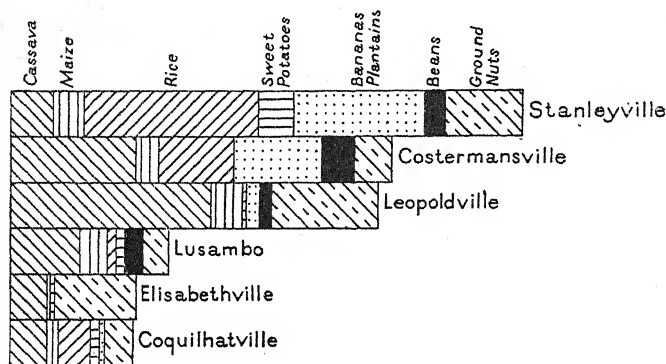 Cassava
Maize
Rice
Sweet
Potatoes
Bananas
Plantains
Beans
Ground
Nuts
Stanleyville
Costermansville
Leopoldville
Lusambo
Elisabethville
Coquilhatville